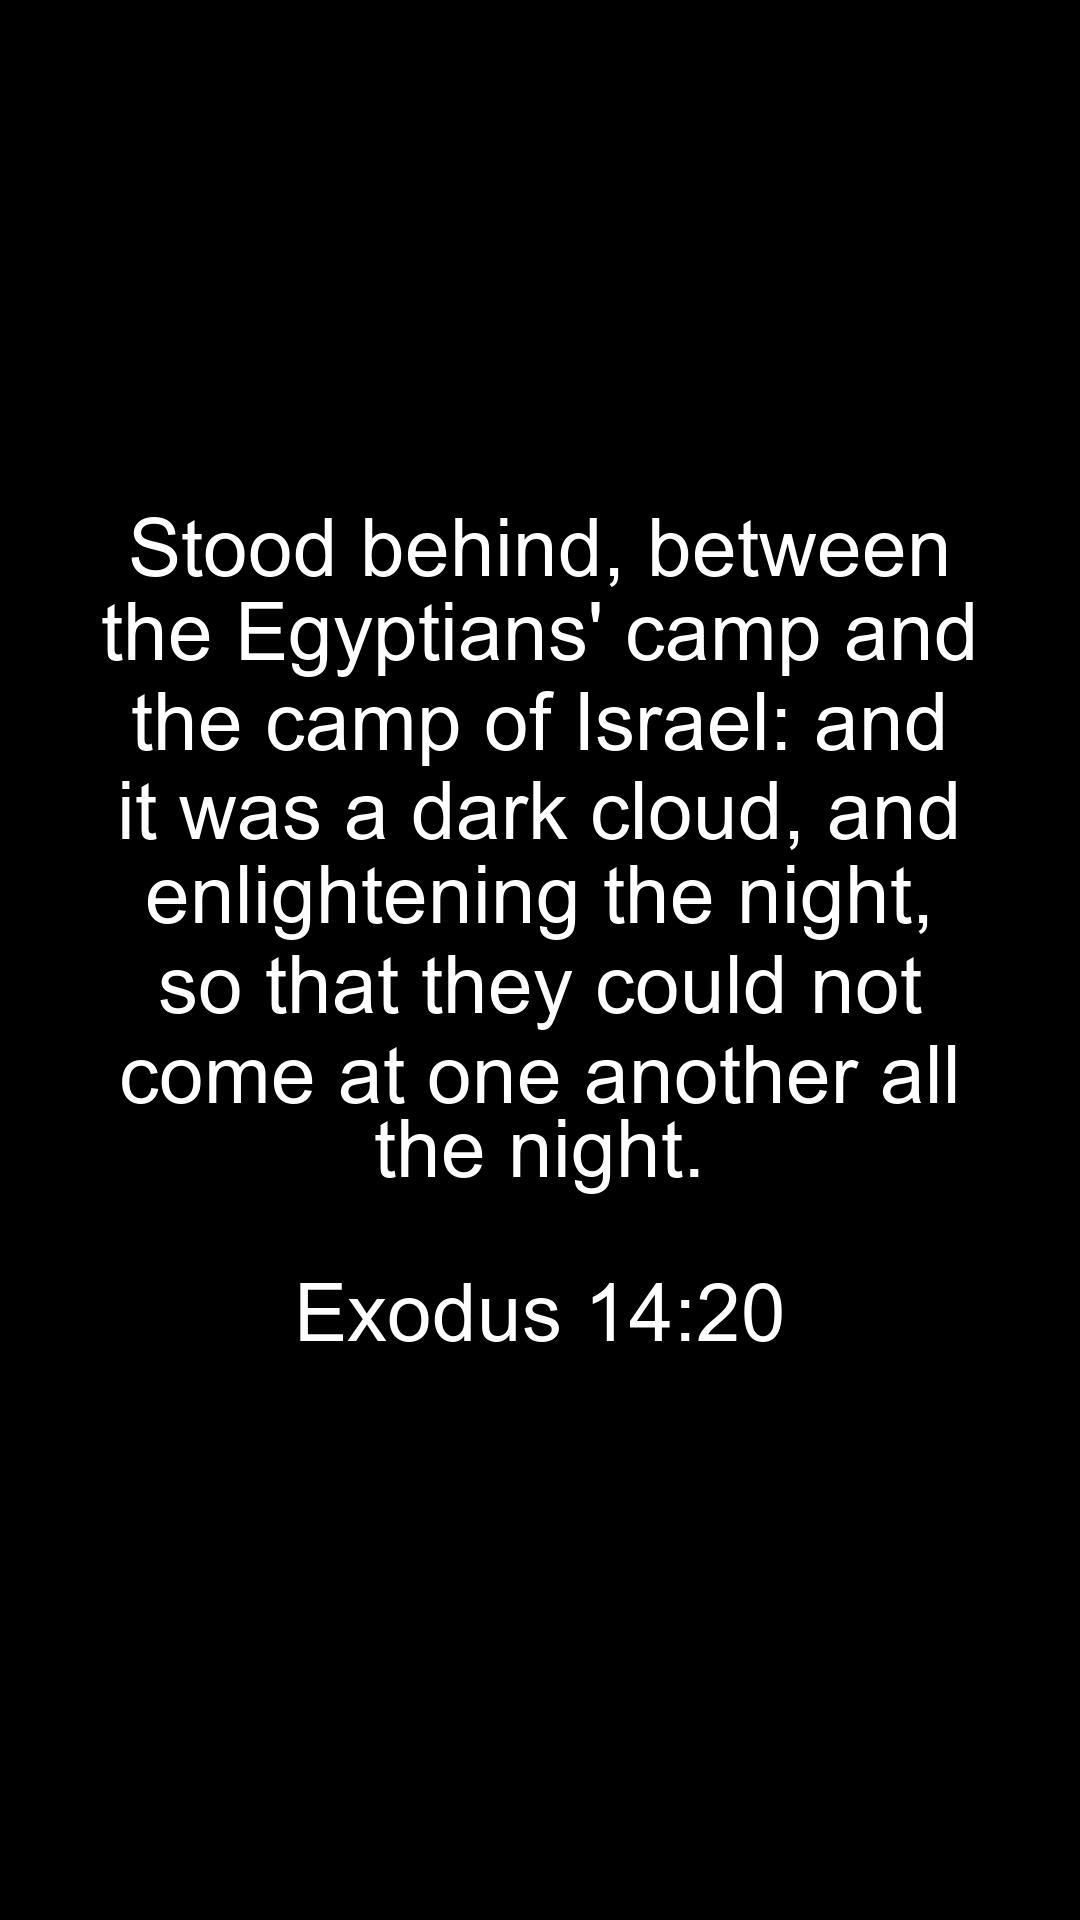 Stood behind, between
the Egyptians' camp and
the camp of Israel: and
it was a dark cloud, and
enlightening the night,
so that they could not
come at one another all
the night.
Exodus 14:20